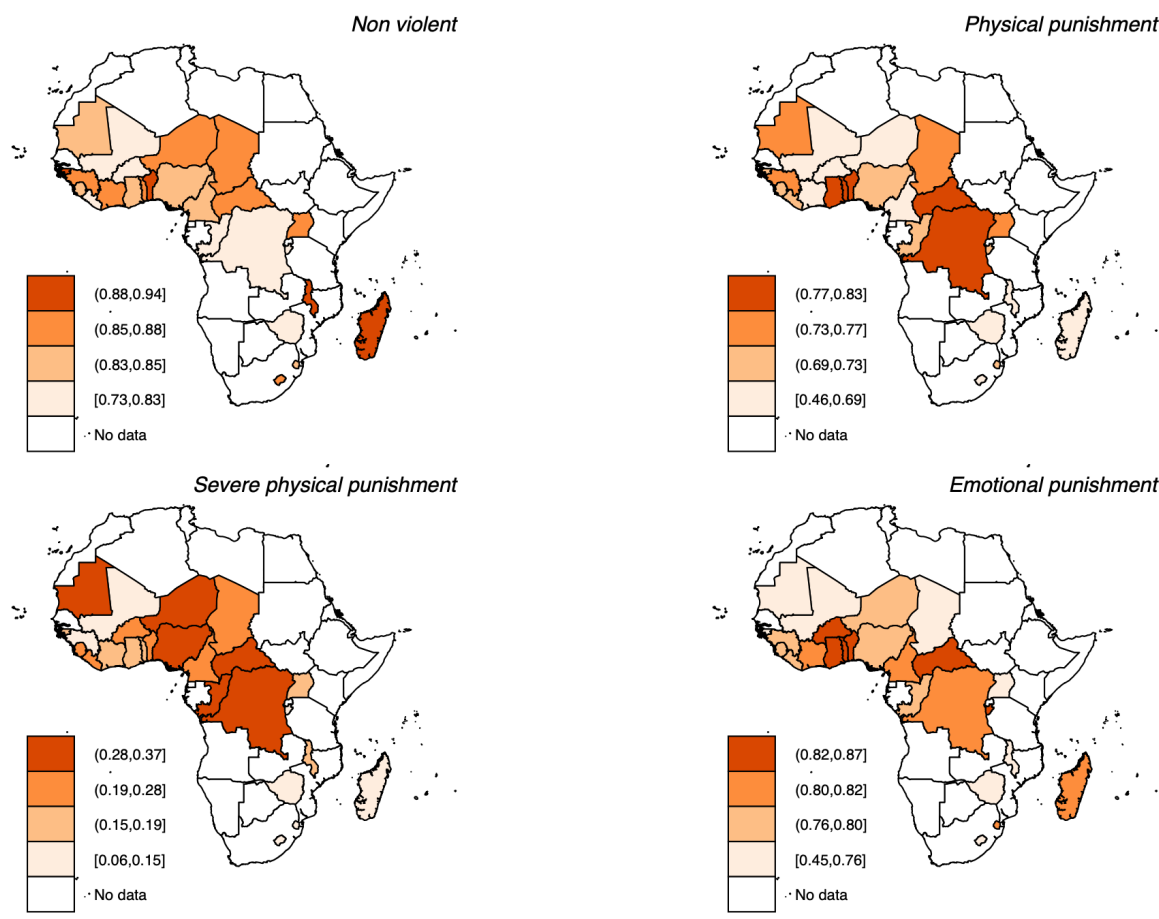 Non violent
(0.88,0.94]
(0.85,0.88]
(0.83,0.85]
[0.73,0.83]
No data
Physical punishment
(0.77,0.83]
(0.73,0.77]
(0.69,0.73]
[0.46,0.69]
No data
Severe physical punishment
(0.28,0.37]
(0.19,0.28]
(0.15,0.19]
[0.06,0.15]
No data
Emotional punishment
(0.82,0.87]
(0.80,0.82]
(0.76,0.80]
[0.45,0.76]
No data